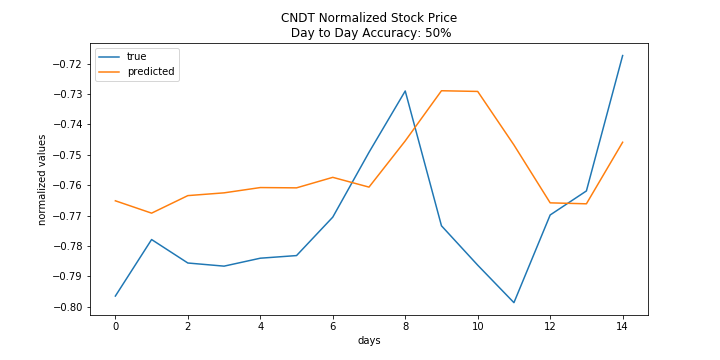 CNDT Normalized Stock Price
Day to Day Accuracy: 50%
true
predicted
normalized values
−0.72
−0.73
−0.74
−0.75
−0.76
−0.77
−0.78
−0.79
−0.80
0 2 4 6 8 10 12 14
days